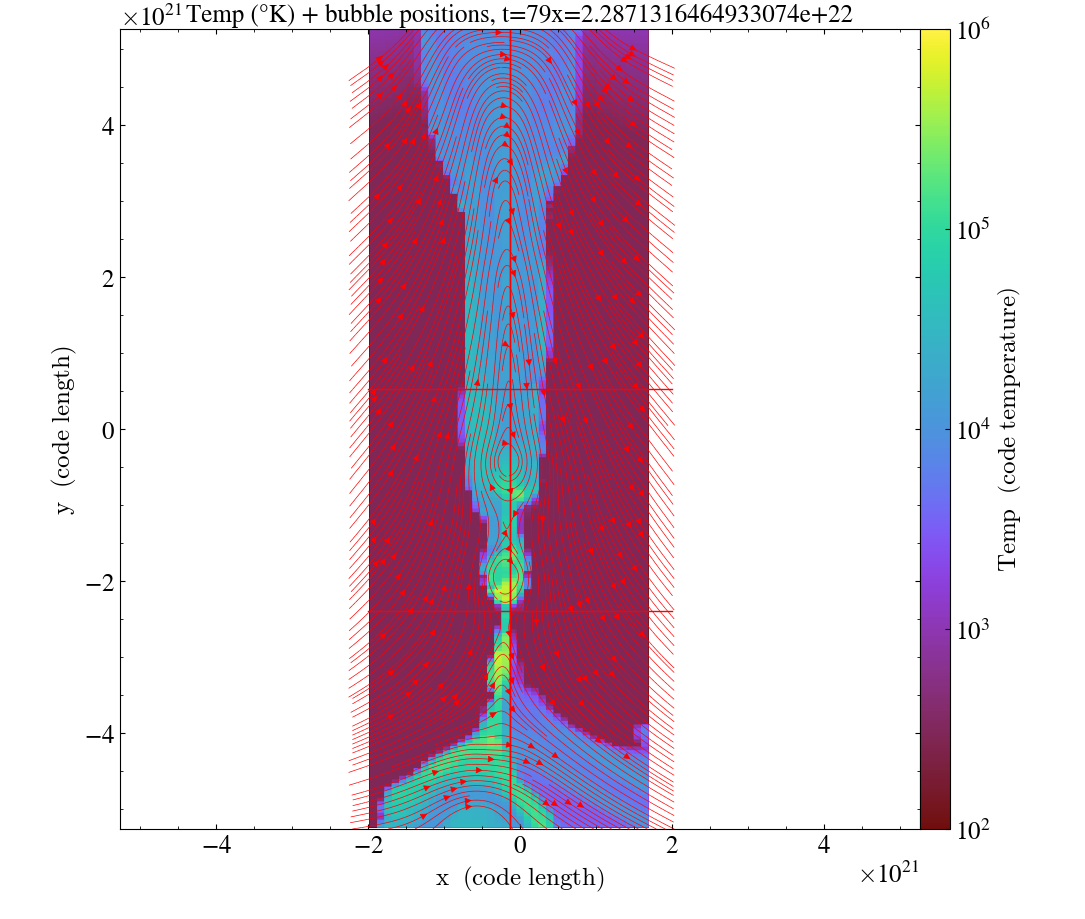 ×10²¹ Temp (°K) + bubble positions, t=79x=2.2871316464933074e+22
10⁶
4
10⁵
2
y (code length)
0
10⁴
Temp (code temperature)
−2
10³
−4
10²
−4 −2 0 2 4
x (code length)
×10²¹